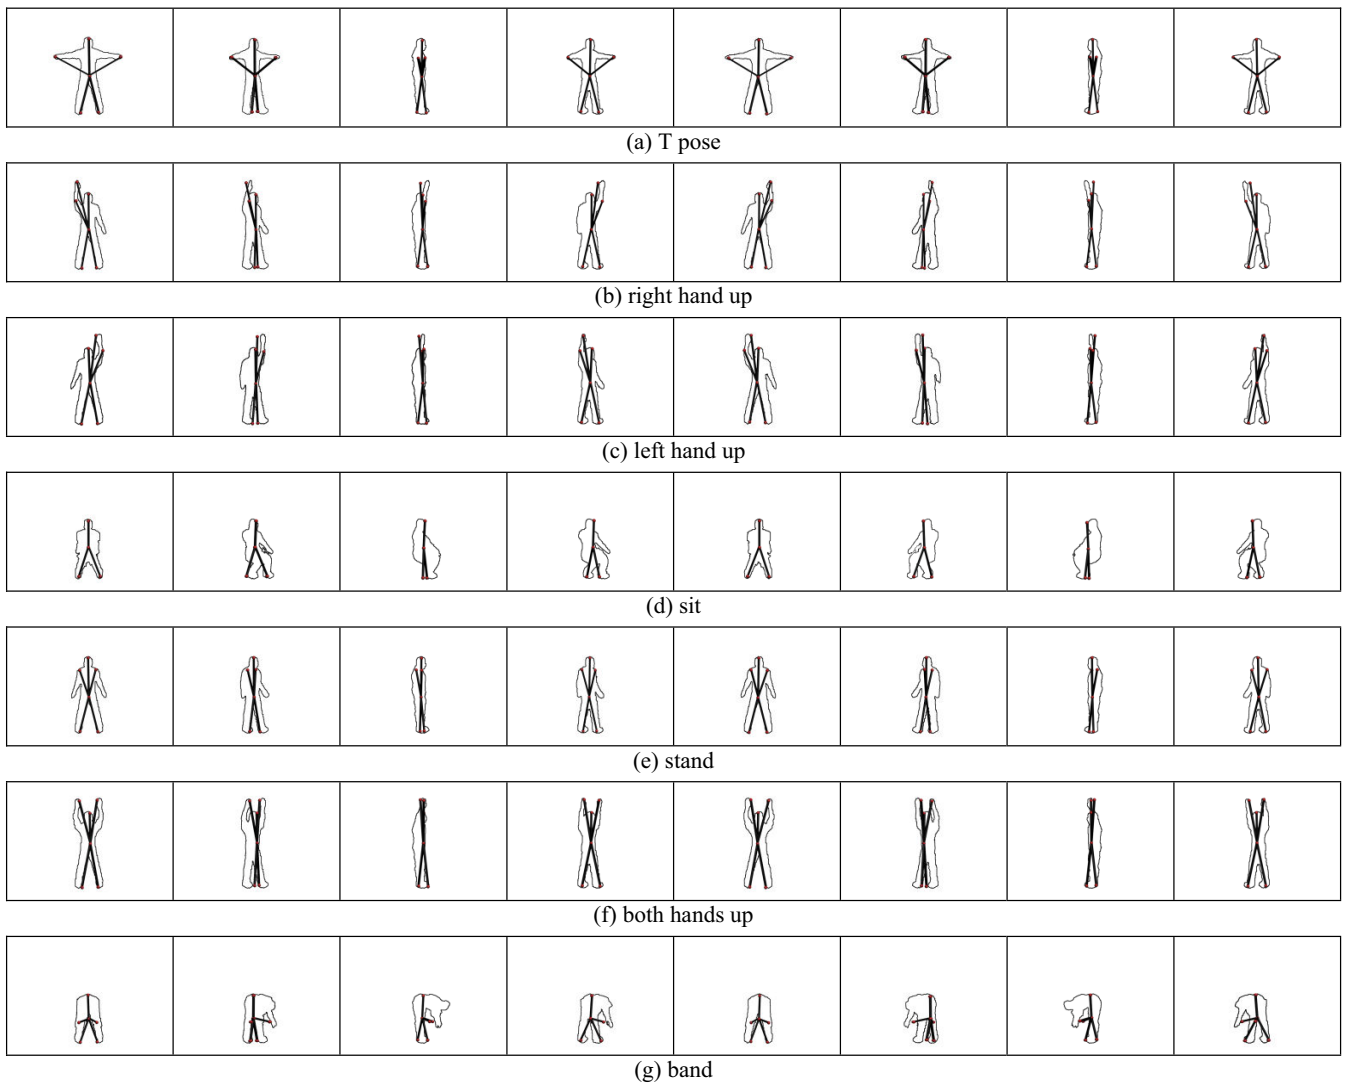 (a) T pose
(b) right hand up
(c) left hand up
(d) sit
(e) stand
(f) both hands up
(g) band